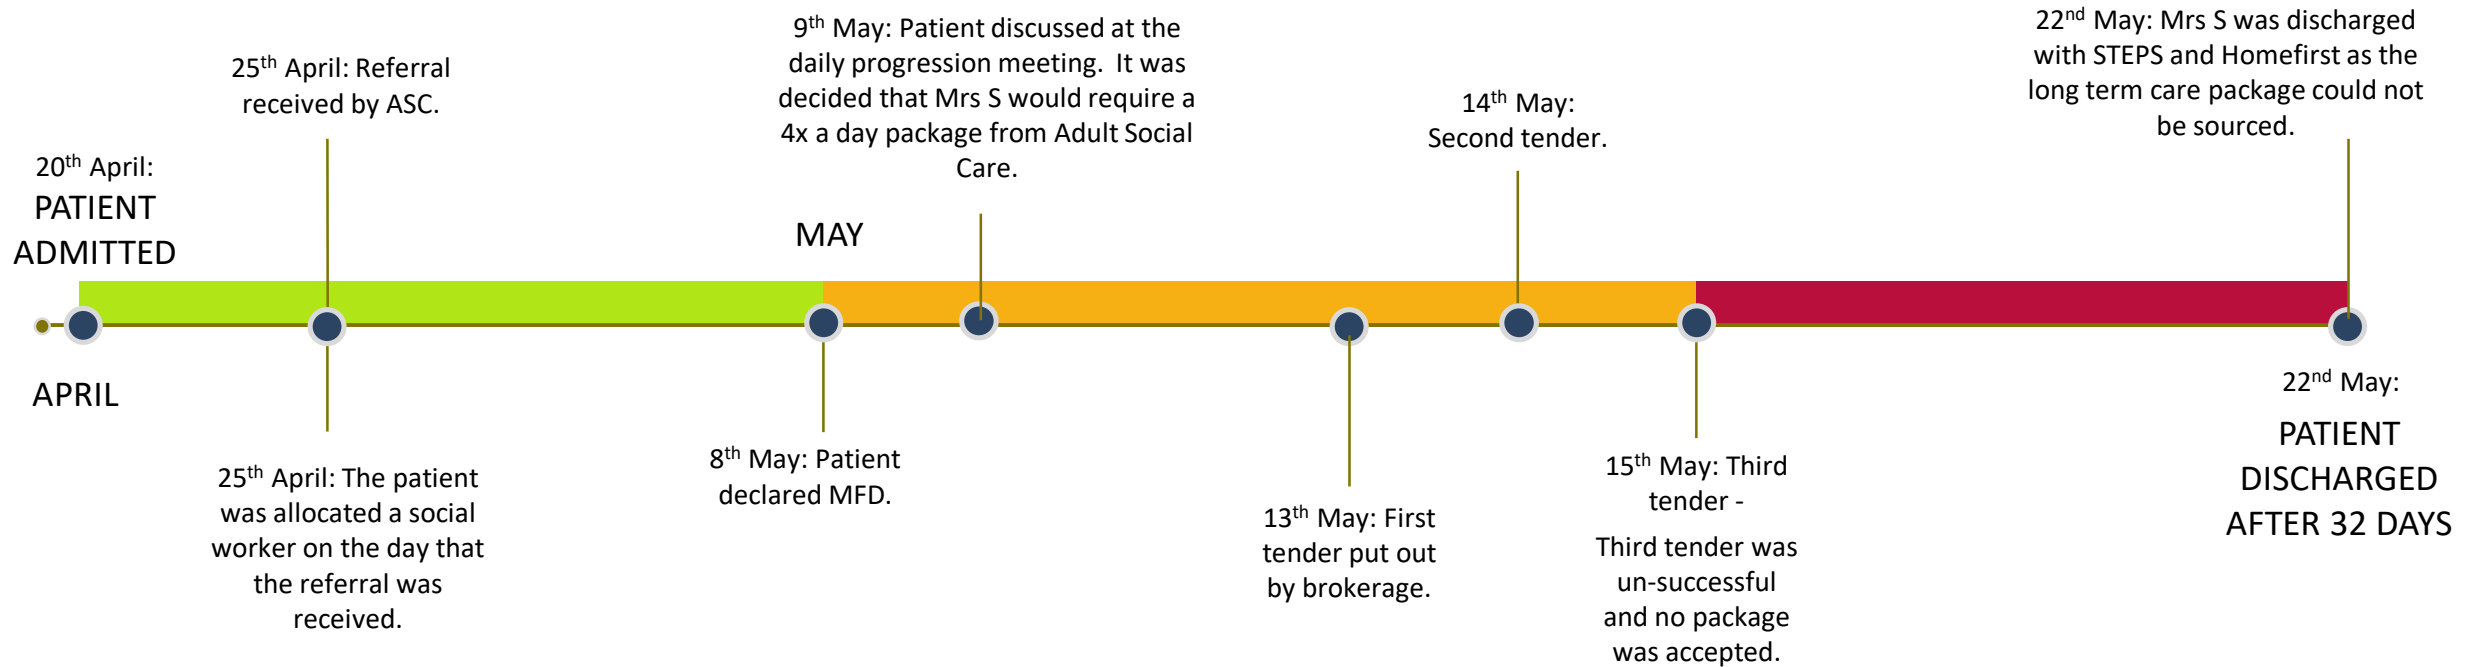 20th April:
PATIENT
ADMITTED
APRIL
25th April: Referral
received by ASC.
25th April: The patient
was allocated a social
worker on the day that
the referral was
received.
MAY
8th May: Patient
declared MFD.
9th May: Patient discussed at the
daily progression meeting. It was
decided that Mrs S would require a
4x a day package from Adult Social
Care.
13th May: First
tender put out
by brokerage.
14th May:
Second tender.
15th May: Third
tender -
Third tender was
un-successful
and no package
was accepted.
22nd May: Mrs S was discharged
with STEPS and Homefirst as the
long term care package could not
be sourced.
22nd May:
PATIENT
DISCHARGED
AFTER 32 DAYS